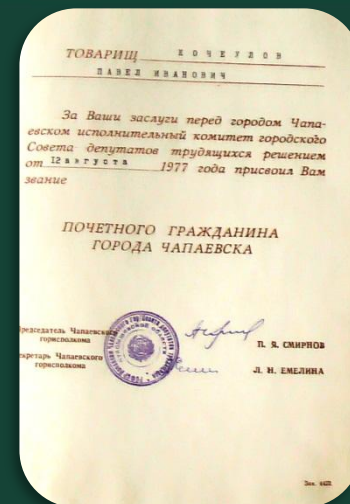 ТОВАРИЩ КОЧЕУЛОВ
ПАВЕЛ ИВАНОВИЧ
За Ваши заслуги перед городом Чапа-
евском исполнительный комитет городского
Совета депутатов трудящихся решением
от 12 августа 1977 года присвоил Вам
звание
ПОЧЕТНОГО ГРАЖДАНИНА
ГОРОДА ЧАПАЕВСКА
Председатель Чапаевского
горисполкома
П. Я. СМИРНОВ
Секретарь Чапаевского
горисполкома
Л. Н. ЕМЕЛИНА